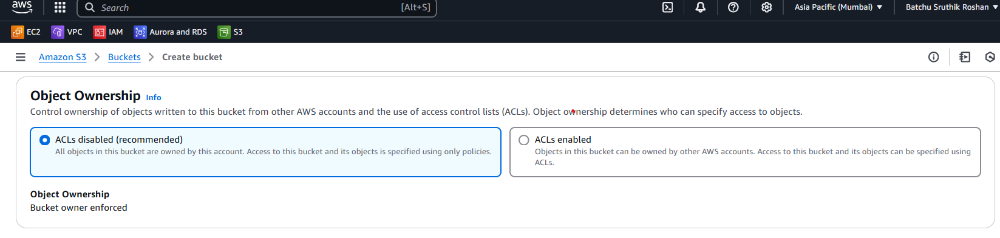 aws
Search
[Alt+S]
Asia Pacific (Mumbai)
Batchu Sruthik Roshan
EC2
VPC
IAM
Aurora and RDS
S3
Amazon S3
Buckets
Create bucket
Object Ownership Info
Control ownership of objects written to this bucket from other AWS accounts and the use of access control lists (ACLs). Object ownership determines who can specify access to objects.
ACLs disabled (recommended)
All objects in this bucket are owned by this account. Access to this bucket and its objects is specified using only policies.
ACLs enabled
Objects in this bucket can be owned by other AWS accounts. Access to this bucket and its objects can be specified using
ACLs.
Object Ownership
Bucket owner enforced